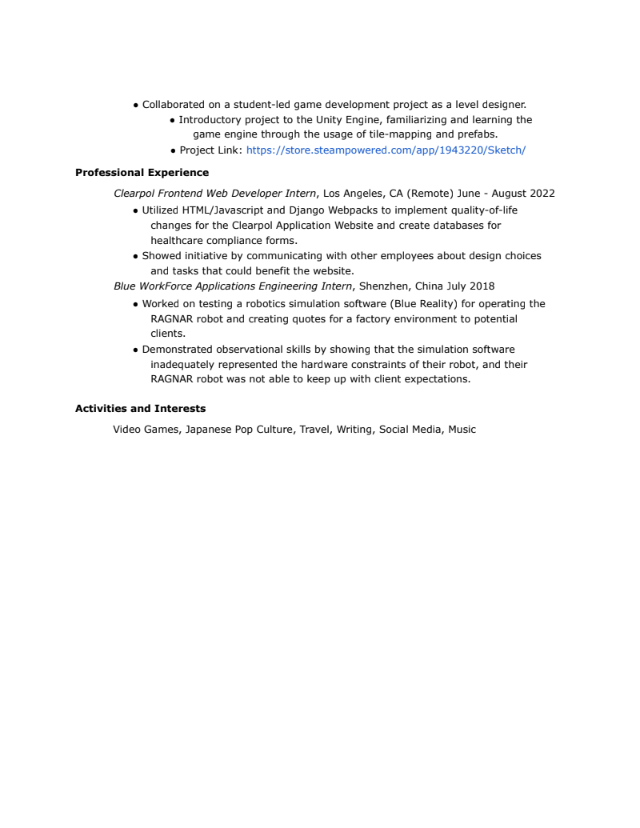 ● Collaborated on a student-led game development project as a level designer.
● Introductory project to the Unity Engine, familiarizing and learning the
game engine through the usage of tile-mapping and prefabs.
● Project Link: https://store.steampowered.com/app/1943220/Sketch/
Professional Experience
Clearpol Frontend Web Developer Intern, Los Angeles, CA (Remote) June - August 2022
● Utilized HTML/Javascript and Django Webpacks to implement quality-of-life
changes for the Clearpol Application Website and create databases for
healthcare compliance forms.
● Showed initiative by communicating with other employees about design choices
and tasks that could benefit the website.
Blue WorkForce Applications Engineering Intern, Shenzhen, China July 2018
● Worked on testing a robotics simulation software (Blue Reality) for operating the
RAGNAR robot and creating quotes for a factory environment to potential
clients.
● Demonstrated observational skills by showing that the simulation software
inadequately represented the hardware constraints of their robot, and their
RAGNAR robot was not able to keep up with client expectations.
Activities and Interests
Video Games, Japanese Pop Culture, Travel, Writing, Social Media, Music